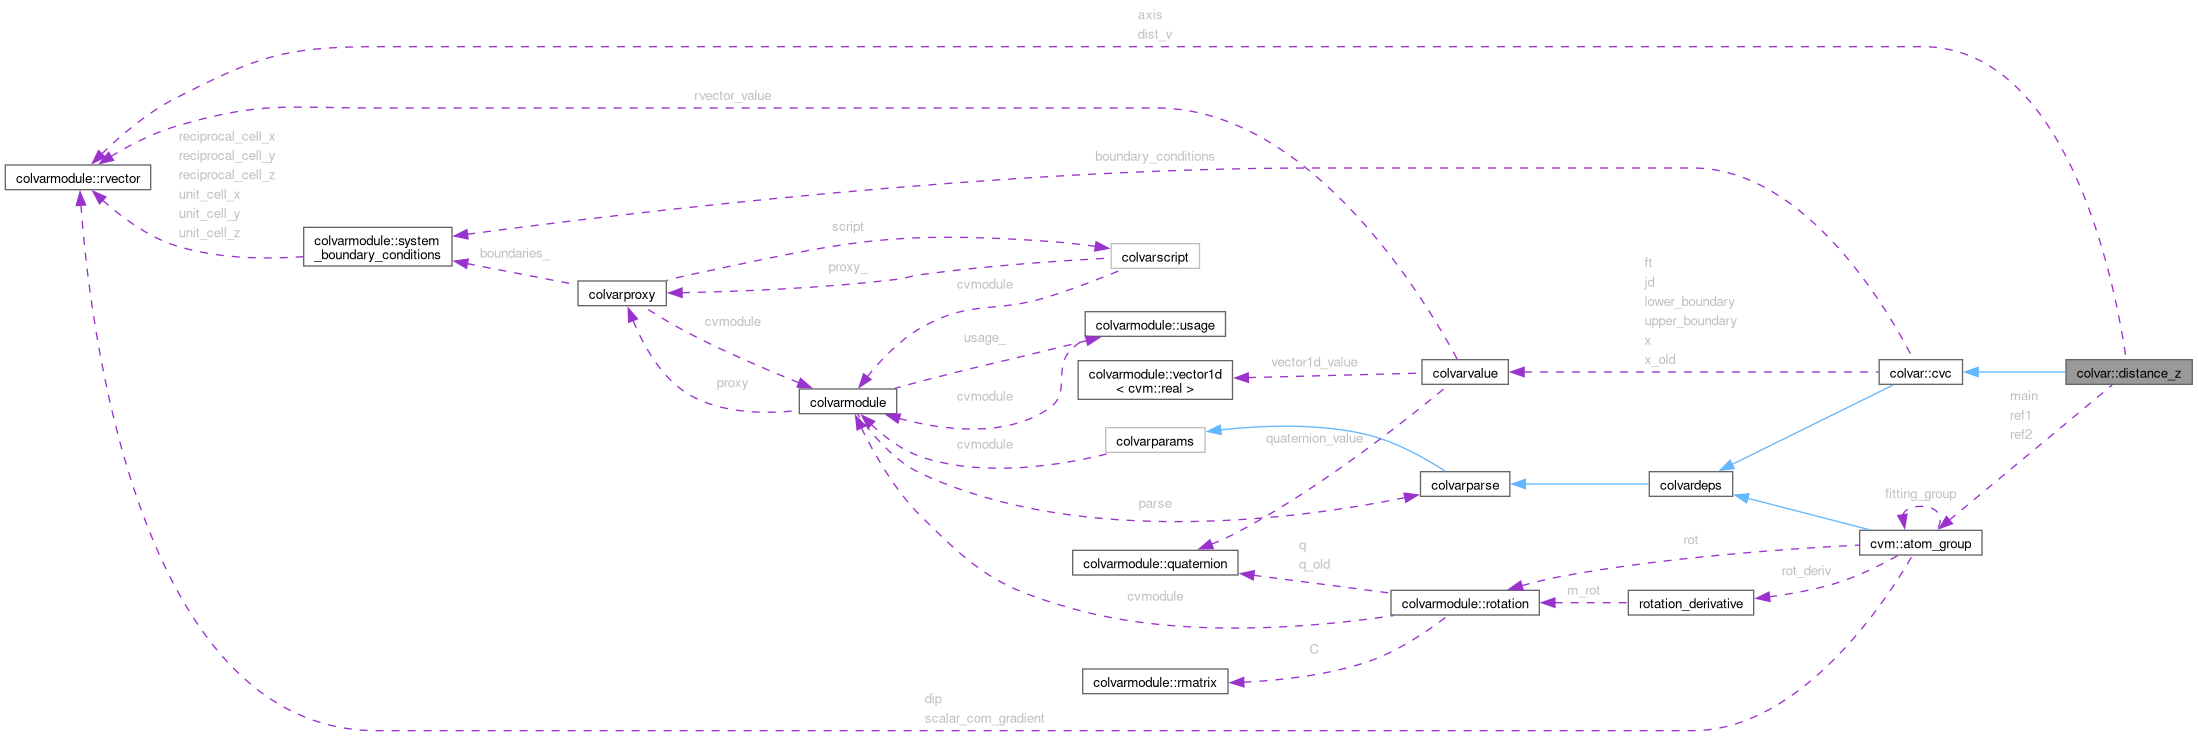 axis
dist_v
rvector_value
reciprocal_cell_x
reciprocal_cell_y
reciprocal_cell_z
unit_cell_x
unit_cell_y
unit_cell_z
boundary_conditions
colvarmodule::rvector
colvarmodule::system
_boundary_conditions
boundaries_
script
proxy_
cvmodule
colvarscript
colvarproxy
cvmodule
proxy
usage_
colvarmodule::usage
cvmodule
colvarmodule::vector1d
< cvm::real >
vector1d_value
colvarvalue
ft
jd
lower_boundary
upper_boundary
x
x_old
colvar::cvc
colvar::distance_z
colvarmodule
cvmodule
colvarparams
quaternion_value
main
ref1
ref2
parse
colvarparse
colvardeps
fitting_group
cvm::atom_group
colvarmodule::quaternion
q
q_old
rot
rot_deriv
m_rot
cvmodule
colvarmodule::rotation
rotation_derivative
C
colvarmodule::rmatrix
dip
scalar_com_gradient